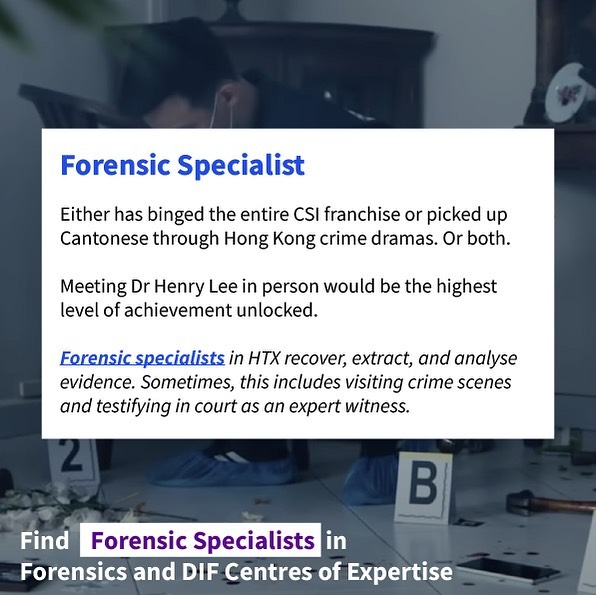 Forensic Specialist
Either has binged the entire CSI franchise or picked up
Cantonese through Hong Kong crime dramas. Or both.
Meeting Dr Henry Lee in person would be the highest
level of achievement unlocked.
Forensic specialists in HTX recover, extract, and analyse
evidence. Sometimes, this includes visiting crime scenes
and testifying in court as an expert witness.
2
B
Find Forensic Specialists in
Forensics and DIF Centres of Expertise